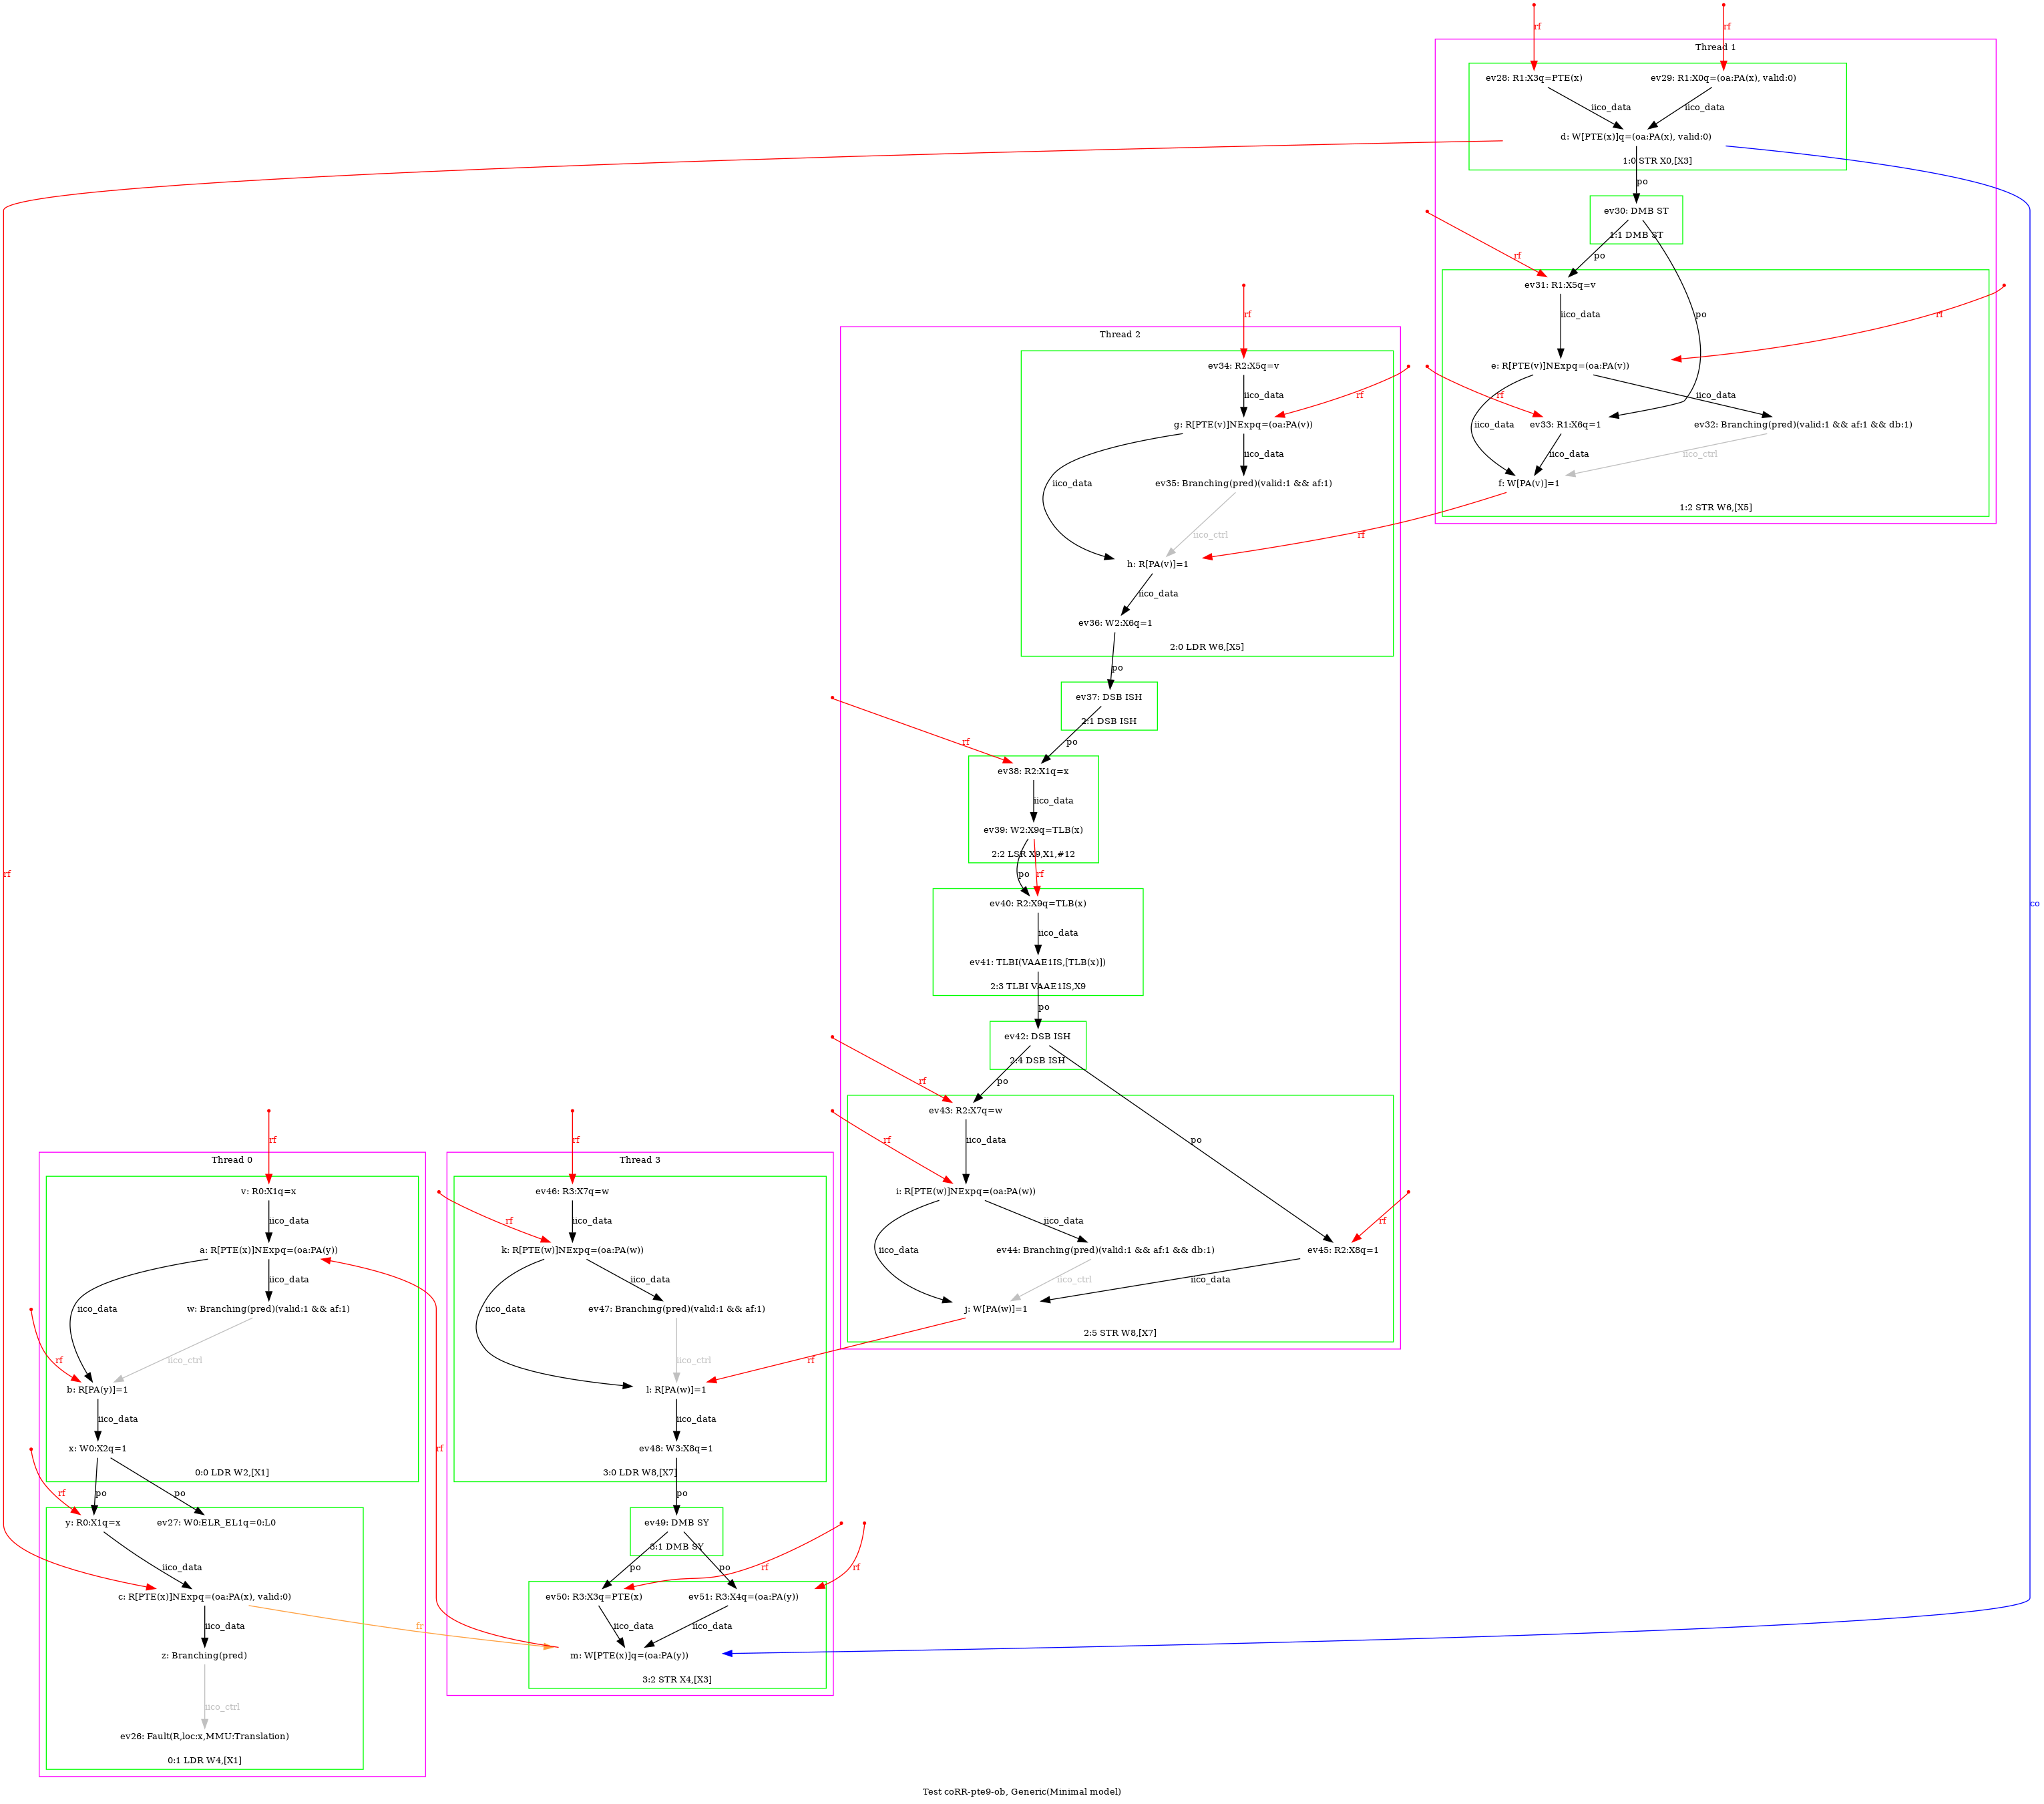 rf
rf
Thread 1
ev28: R1:X3q=PTE(x)
ev29: R1:X0q=(oa:PA(x), valid:0)
iico_data
iico_data
d: W[PTE(x)]q=(oa:PA(x), valid:0)
1:0 STR X0,[X3]
po
ev30: DMB ST
1:1 DMB ST
po
rf
ev31: R1:X5q=v
iico_data
po
rf
e: R[PTE(v)]NExpq=(oa:PA(v))
rf
iico_data
iico_data
ev33: R1:X6q=1
ev32: Branching(pred)(valid:1 && af:1 && db:1)
iico_data
iico_ctrl
f: W[PA(v)]=1
1:2 STR W6,[X5]
rf
rf
Thread 2
ev34: R2:X5q=v
iico_data
rf
g: R[PTE(v)]NExpq=(oa:PA(v))
iico_data
iico_data
ev35: Branching(pred)(valid:1 && af:1)
iico_ctrl
h: R[PA(v)]=1
iico_data
ev36: W2:X6q=1
2:0 LDR W6,[X5]
po
ev37: DSB ISH
2:1 DSB ISH
po
rf
ev38: R2:X1q=x
iico_data
ev39: W2:X9q=TLB(x)
2:2 LSR X9,X1,#12
po
rf
ev40: R2:X9q=TLB(x)
iico_data
ev41: TLBI(VAAE1IS,[TLB(x)])
2:3 TLBI VAAE1IS,X9
po
ev42: DSB ISH
2:4 DSB ISH
po
rf
po
ev43: R2:X7q=w
iico_data
rf
i: R[PTE(w)]NExpq=(oa:PA(w))
iico_data
iico_data
rf
ev44: Branching(pred)(valid:1 && af:1 && db:1)
ev45: R2:X8q=1
iico_ctrl
iico_data
j: W[PA(w)]=1
2:5 STR W8,[X7]
rf
rf
co
rf
Thread 0
v: R0:X1q=x
iico_data
a: R[PTE(x)]NExpq=(oa:PA(y))
iico_data
iico_data
w: Branching(pred)(valid:1 && af:1)
rf
iico_ctrl
b: R[PA(y)]=1
iico_data
x: W0:X2q=1
0:0 LDR W2,[X1]
rf
po
po
y: R0:X1q=x
ev27: W0:ELR_EL1q=0:L0
iico_data
c: R[PTE(x)]NExpq=(oa:PA(x), valid:0)
iico_data
fr
z: Branching(pred)
iico_ctrl
ev26: Fault(R,loc:x,MMU:Translation)
0:1 LDR W4,[X1]
rf
Thread 3
ev46: R3:X7q=w
rf
iico_data
k: R[PTE(w)]NExpq=(oa:PA(w))
iico_data
iico_data
ev47: Branching(pred)(valid:1 && af:1)
iico_ctrl
l: R[PA(w)]=1
iico_data
rf
ev48: W3:X8q=1
3:0 LDR W8,[X7]
po
ev49: DMB SY
3:1 DMB SY
po
po
rf
rf
ev50: R3:X3q=PTE(x)
ev51: R3:X4q=(oa:PA(y))
iico_data
iico_data
m: W[PTE(x)]q=(oa:PA(y))
3:2 STR X4,[X3]
Test coRR-pte9-ob, Generic(Minimal model)